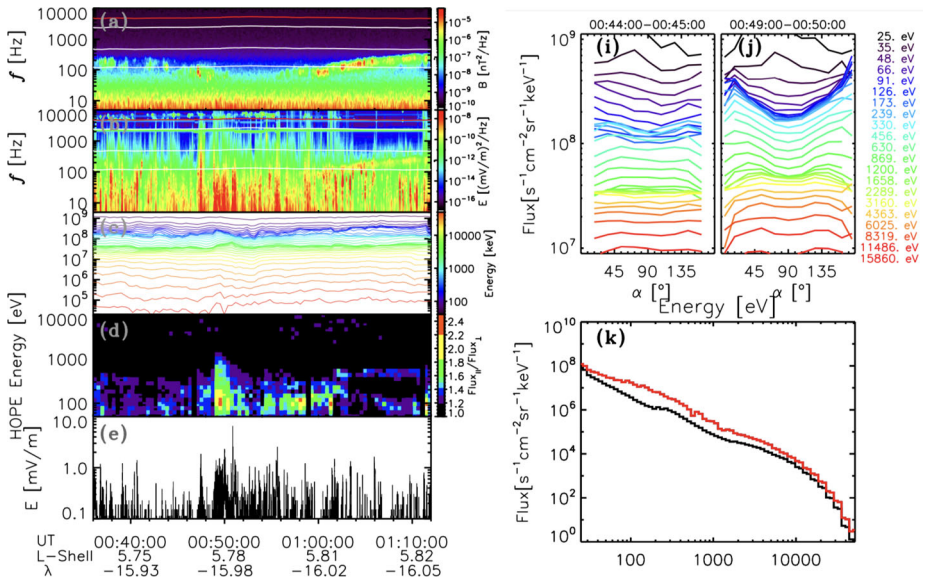 (a)
10000
1000
100
10
f [Hz]
10⁻⁵
10⁻⁶
10⁻⁷
10⁻⁸
10⁻⁹
10⁻¹⁰
B [nT²/Hz]
(b)
10000
1000
100
10
f [Hz]
10⁻⁸
10⁻¹²
10⁻¹⁴
10⁻¹⁶
E [(mV/m)²/Hz]
(c)
10⁹
10⁸
10⁷
10⁶
10⁵
10000
1000
100
Energy [keV]
(d)
10000
1000
100
HOPE Energy [eV]
2.4
2.2
2.0
1.8
1.6
1.4
1.2
1.0
Flux∥/Flux⊥
(e)
10.0
1.0
0.1
E [mV/m]
UT 00:40:00 00:50:00 01:00:00 01:10:00
L-Shell 5.75 5.78 5.81 5.82
λ -15.93 -15.98 -16.02 -16.05
00:44:00-00:45:00 00:49:00-00:50:00
(i) (j)
10⁹
10⁸
10⁷
Flux[s⁻¹cm⁻²sr⁻¹keV⁻¹]
45 90 135 45 90 135
α [°] α [°]
25. eV
35. eV
48. eV
66. eV
91. eV
126. eV
173. eV
239. eV
330. eV
456. eV
630. eV
869. eV
1200. eV
1658. eV
2289. eV
3160. eV
4363. eV
6025. eV
8319. eV
11486. eV
15860. eV
Energy [eV]
(k)
10¹⁰
10⁸
10⁶
10⁴
10²
10⁰
Flux[s⁻¹cm⁻²sr⁻¹keV⁻¹]
100 1000 10000